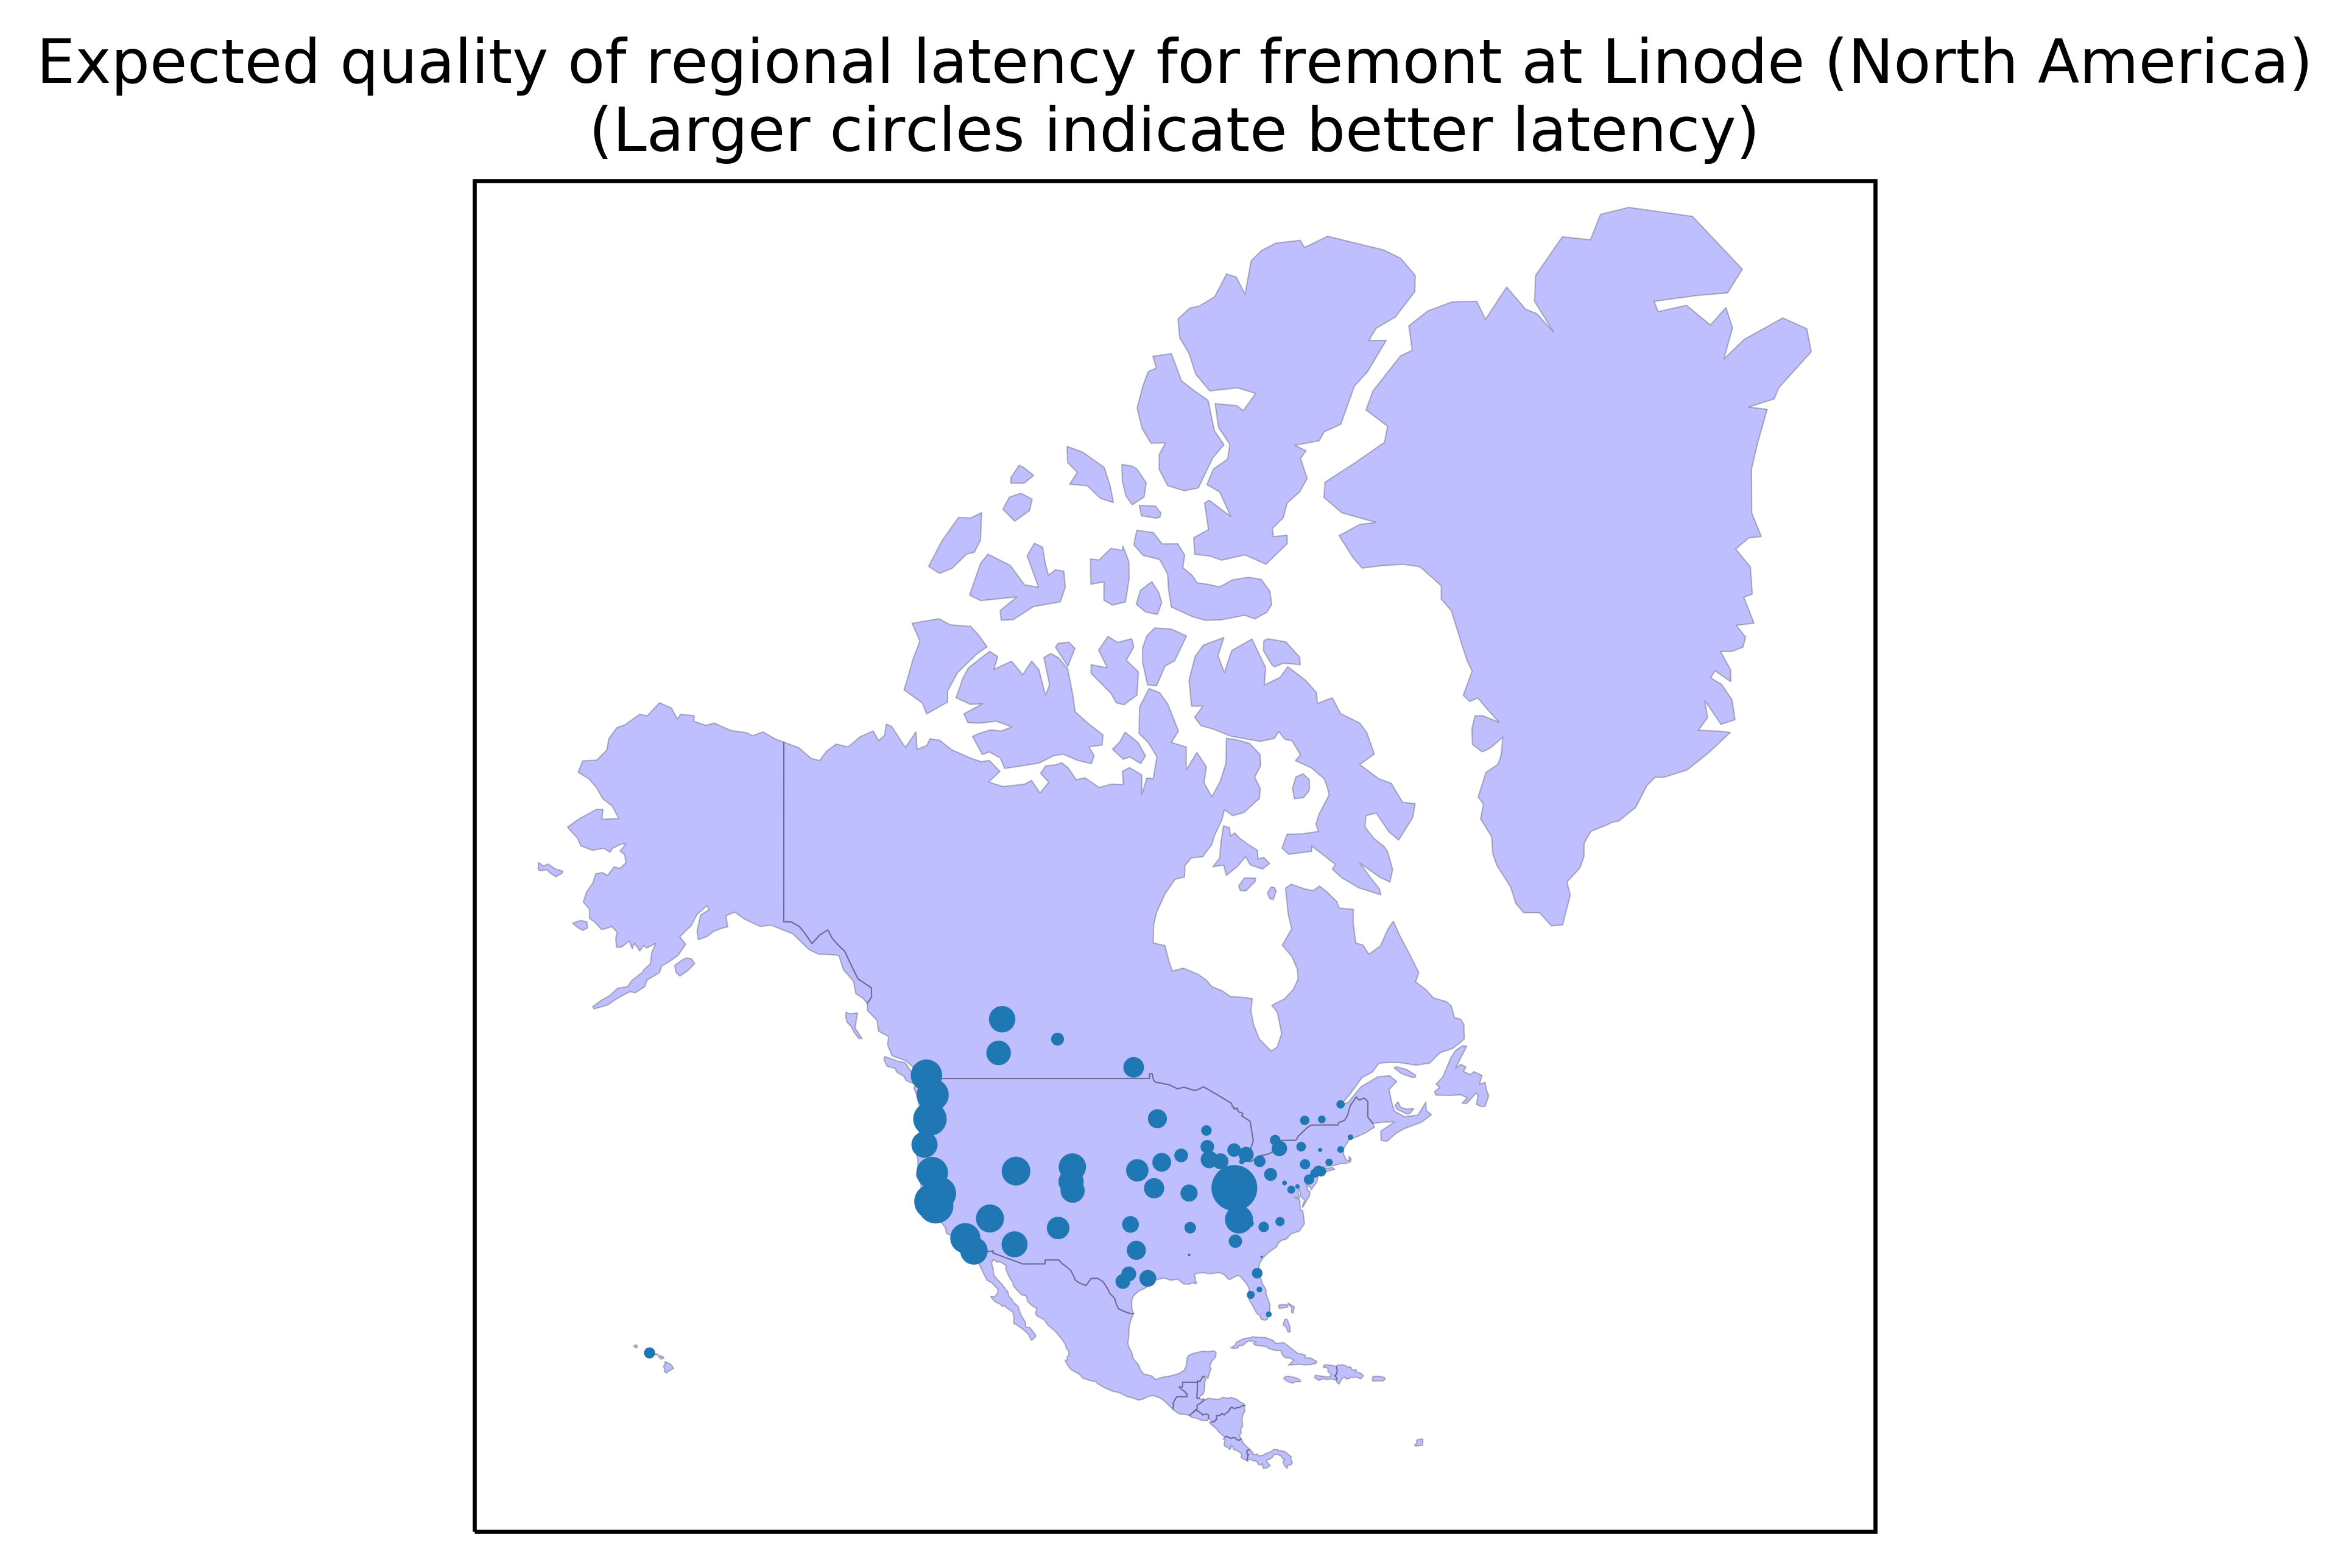 Expected quality of regional latency for fremont at Linode (North America)
(Larger circles indicate better latency)